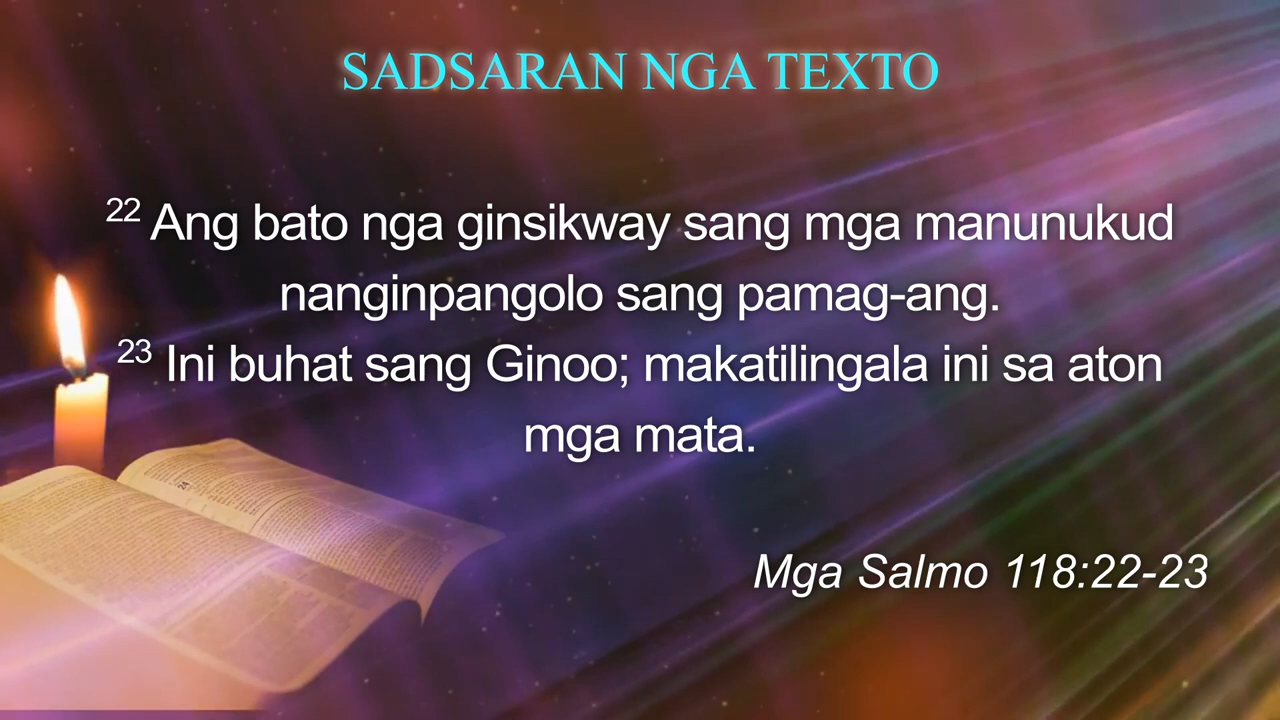 SADSARAN NGA TEXTO
22 Ang bato nga ginsikway sang mga manunukud
nanginpangolo sang pamag-ang.
23 Ini buhat sang Ginoo; makatilingala ini sa aton
mga mata.
Mga Salmo 118:22-23